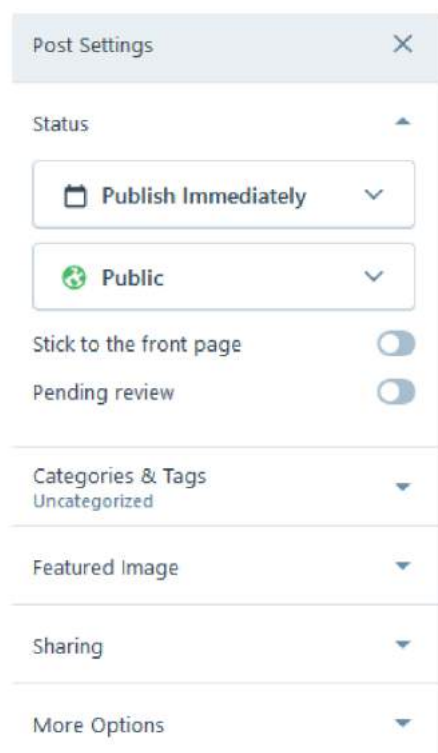 Post Settings
Status
Publish Immediately
Public
Stick to the front page
Pending review
Categories & Tags
Uncategorized
Featured Image
Sharing
More Options